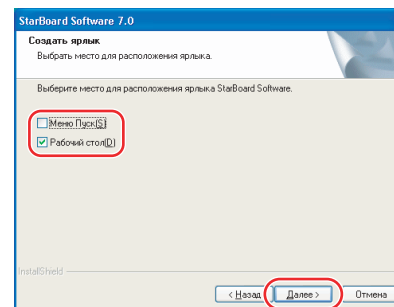 StarBoard Software 7.0
Создать ярлык
Выбрать место для расположения ярлыка.
Выберите место для расположения ярлыка StarBoard Software.
Меню Пуск(S)
Рабочий стол(D)
InstallShield
< Назад Далее > Отмена